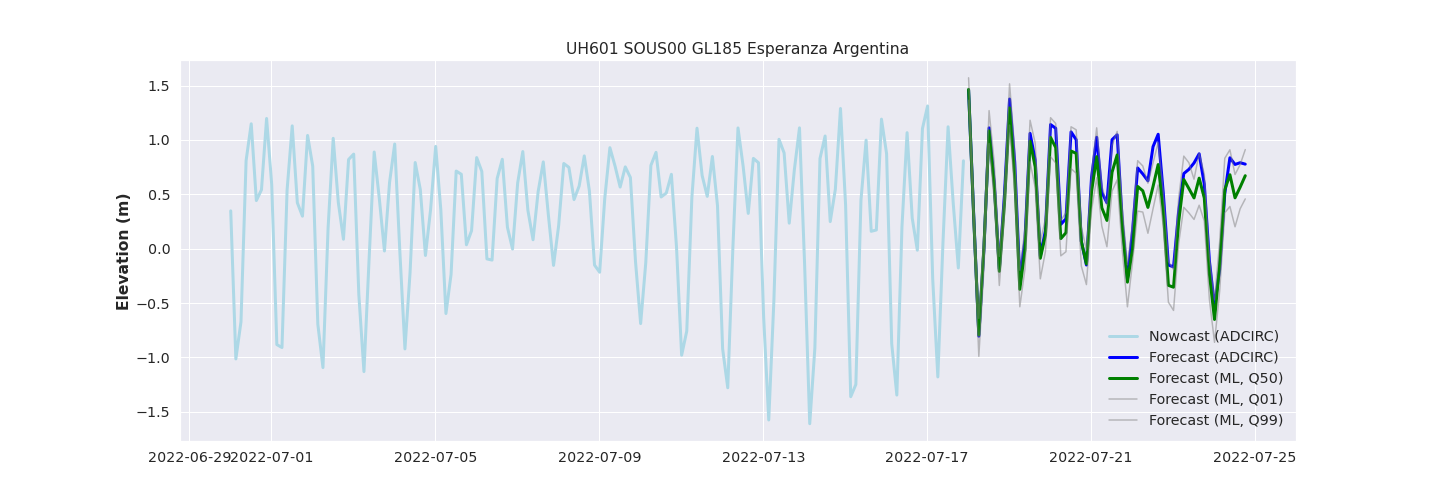 UH601 SOUS00 GL185 Esperanza Argentina
Elevation (m)
1.5
1.0
0.5
0.0
−0.5
−1.0
−1.5
Nowcast (ADCIRC)
Forecast (ADCIRC)
Forecast (ML, Q50)
Forecast (ML, Q01)
Forecast (ML, Q99)
2022-06-29 2022-07-01 2022-07-05 2022-07-09 2022-07-13 2022-07-17 2022-07-21 2022-07-25